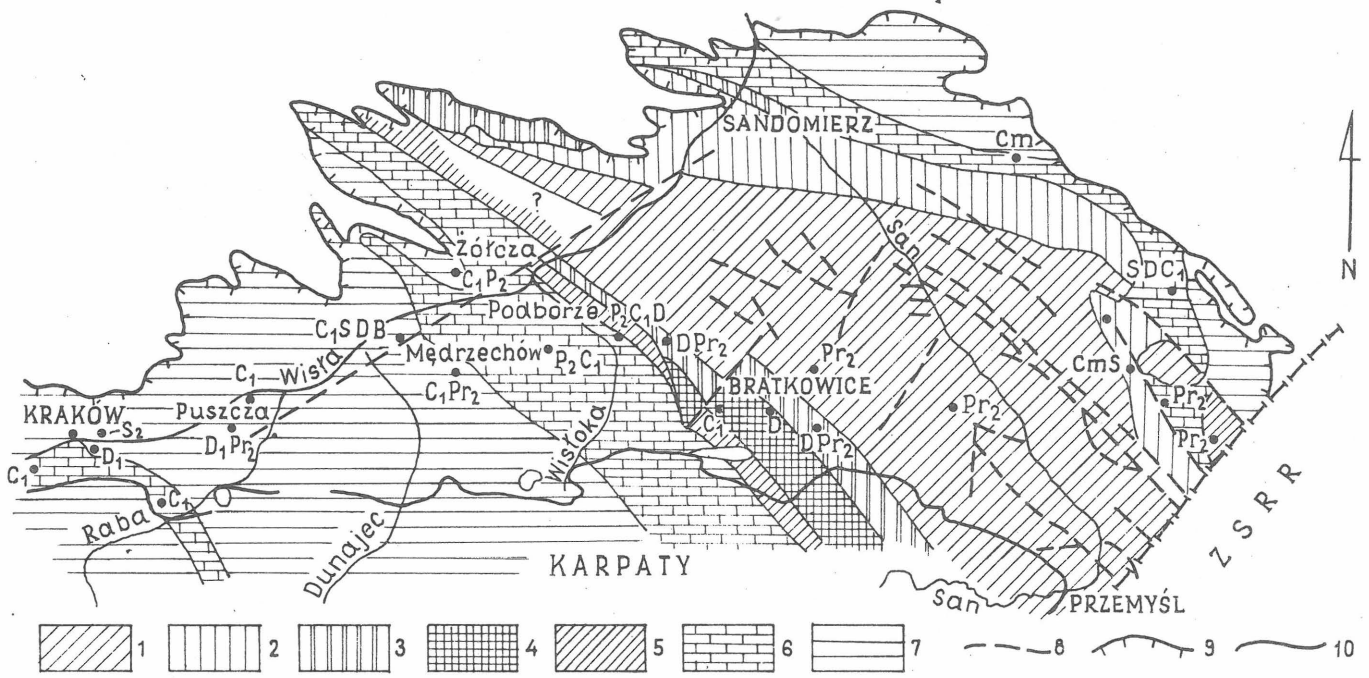 SANDOMIERZ
Cm
?
San
N
Żółcza
C₁P₂
SDC₁
Podborze P₂C₁D
C₁SDB
DPr₂
Mędrzechów
P₂C₁
Pr₂
CmS
C₁
Wisła
C₁Pr₂
BRATKOWICE
KRAKÓW
S₂
Puszcza
D₁Pr₂
C₁
D
DPr₂
Pr₂
Pr₂
Pr₂
D₁
C₁
C₁
Wisłoka
Raba
Dunajec
KARPATY
San
PRZEMYŚL
ZSRR
1 2 3 4 5 6 7 8 9 10